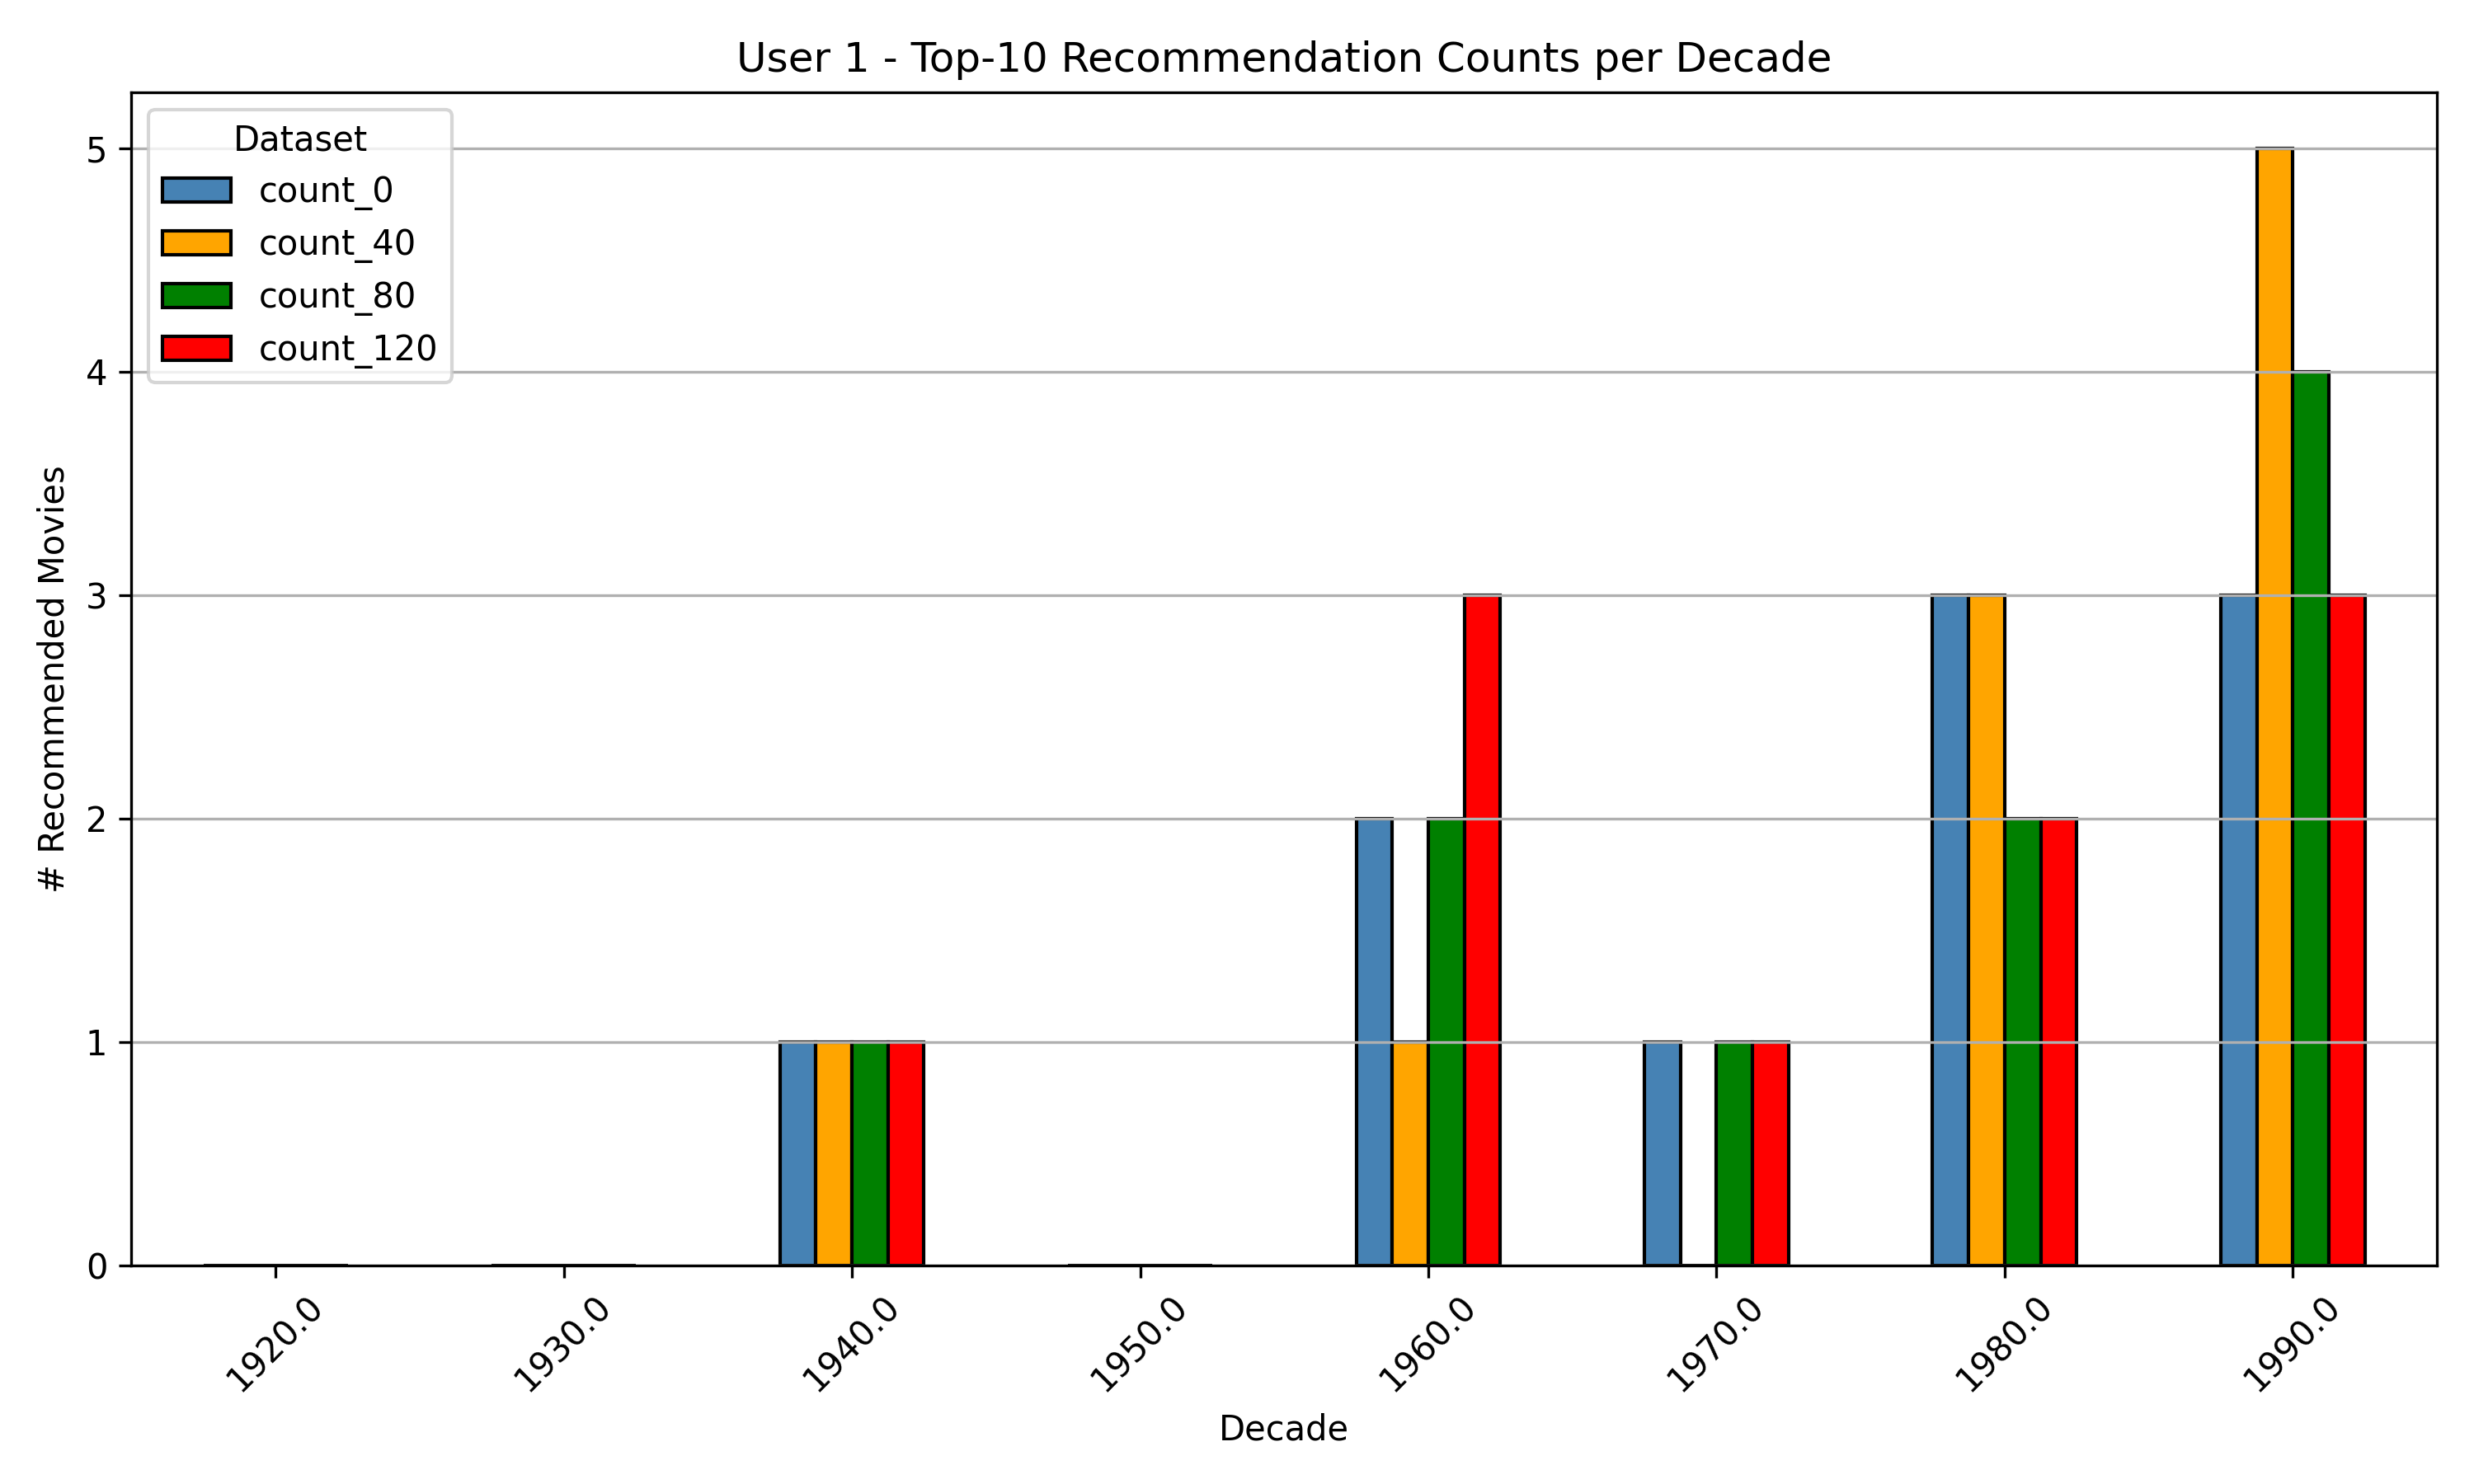 User 1 - Top-10 Recommendation Counts per Decade
Dataset
count_0
count_40
count_80
count_120
# Recommended Movies
5
4
3
2
1
0
1920.0
1930.0
1940.0
1950.0
1960.0
1970.0
1980.0
1990.0
Decade